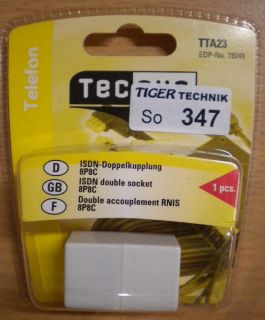 Telefon
TTA23
EDP-No. 19249
TIGER TECHNIK
So 347
D
ISDN-Doppelkupplung
8P8C
GB
ISDN double socket
8P8C
F
Double accouplement RNIS
8P8C
1 pcs.